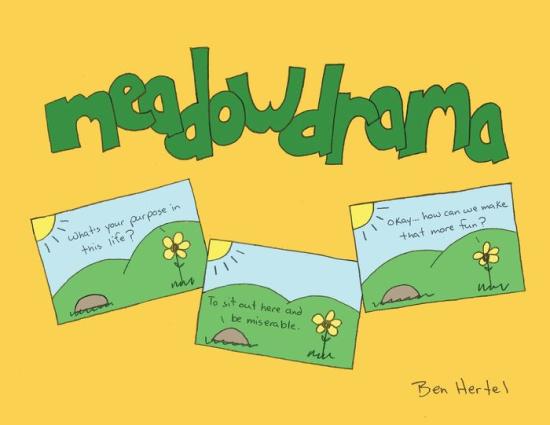 meadowdrama
What's your purpose in
this life?
To sit out here and
be miserable.
Okay... how can we make
that more fun?
Ben Hertel